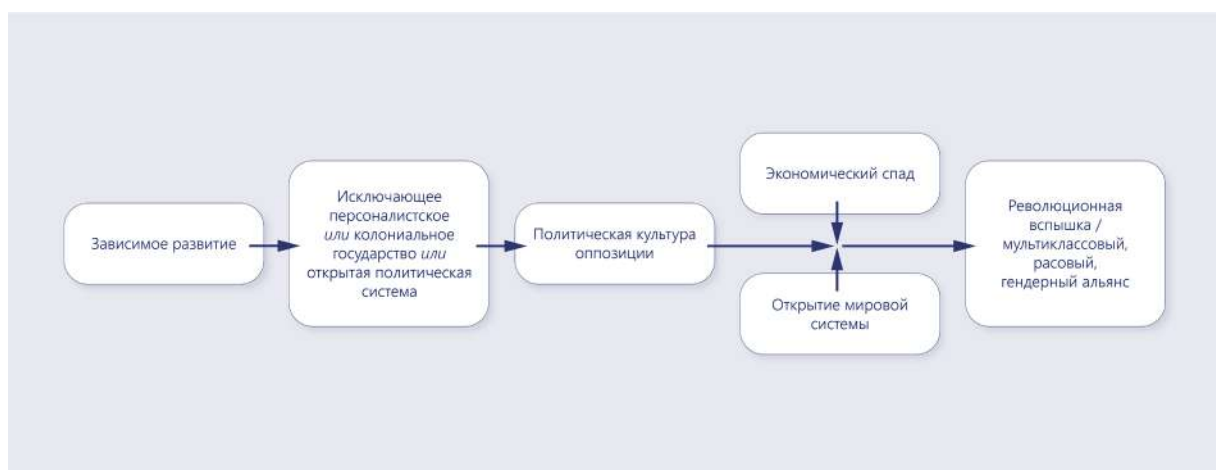 Зависимое развитие
Исключающее
персоналистское
или колониальное
государство или
открытая политическая
система
Политическая культура
оппозиции
Экономический спад
Открытие мировой
системы
Революционная
вспышка /
мультиклассовый,
расовый,
гендерный альянс